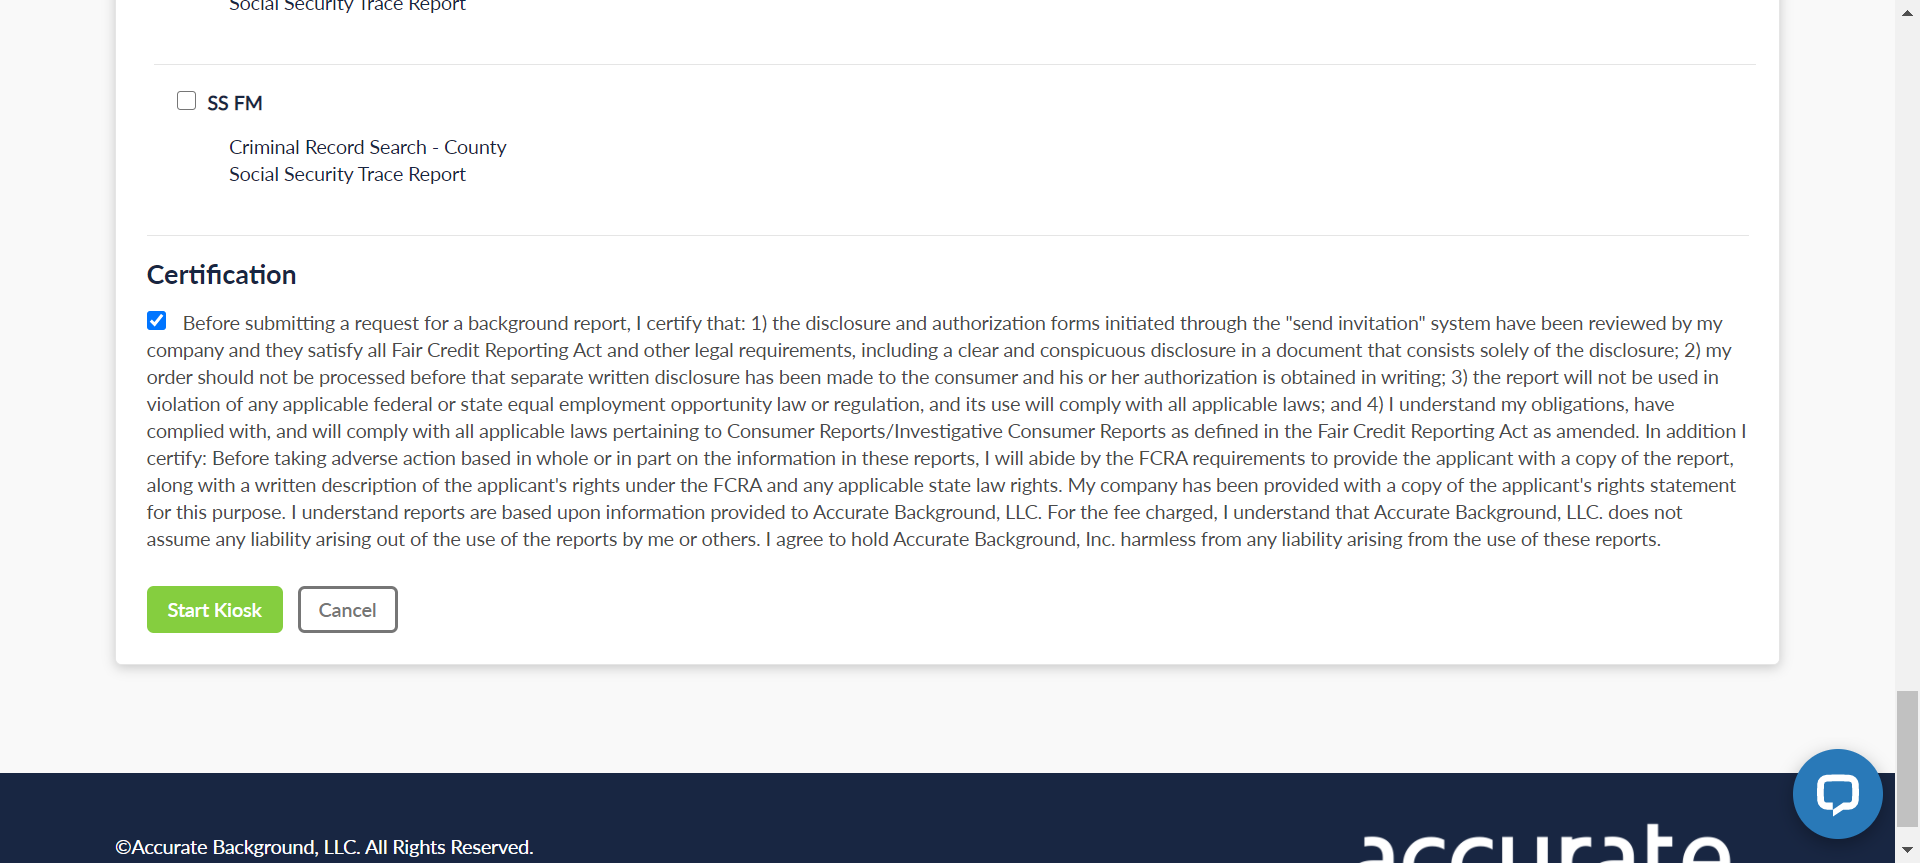 Social Security Trace Report
SS FM
Criminal Record Search - County
Social Security Trace Report
Certification
Before submitting a request for a background report, I certify that: 1) the disclosure and authorization forms initiated through the "send invitation" system have been reviewed by my
company and they satisfy all Fair Credit Reporting Act and other legal requirements, including a clear and conspicuous disclosure in a document that consists solely of the disclosure; 2) my
order should not be processed before that separate written disclosure has been made to the consumer and his or her authorization is obtained in writing; 3) the report will not be used in
violation of any applicable federal or state equal employment opportunity law or regulation, and its use will comply with all applicable laws; and 4) I understand my obligations, have
complied with, and will comply with all applicable laws pertaining to Consumer Reports/Investigative Consumer Reports as defined in the Fair Credit Reporting Act as amended. In addition I
certify: Before taking adverse action based in whole or in part on the information in these reports, I will abide by the FCRA requirements to provide the applicant with a copy of the report,
along with a written description of the applicant's rights under the FCRA and any applicable state law rights. My company has been provided with a copy of the applicant's rights statement
for this purpose. I understand reports are based upon information provided to Accurate Background, LLC. For the fee charged, I understand that Accurate Background, LLC. does not
assume any liability arising out of the use of the reports by me or others. I agree to hold Accurate Background, Inc. harmless from any liability arising from the use of these reports.
Start Kiosk Cancel
©Accurate Background, LLC. All Rights Reserved.
accurate